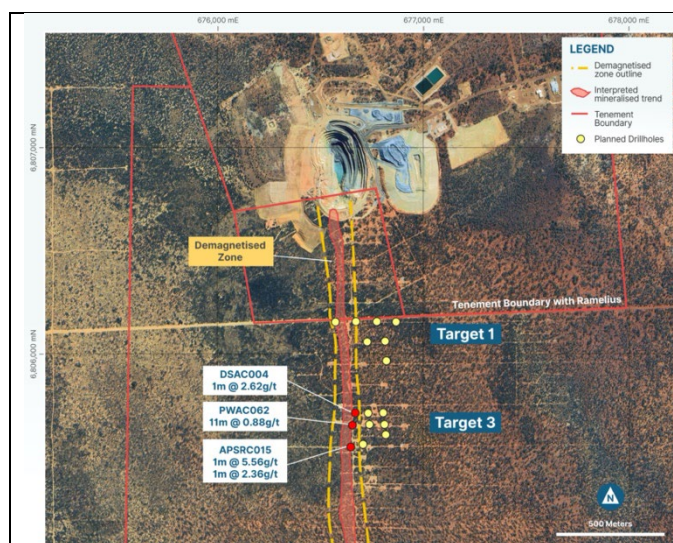 676,000 mE
677,000 mE
678,000 mE
LEGEND
Demagnetised
zone outline
Interpreted
mineralised trend
Tenement
Boundary
Planned Drillholes
6,807,000 mN
Demagnetised
Zone
Tenement Boundary with Ramelius
Target 1
6,806,000 mN
DSAC004
1m @ 2.62g/t
PWAC062
11m @ 0.88g/t
Target 3
APSRC015
1m @ 5.56g/t
1m @ 2.36g/t
N
500 Meters